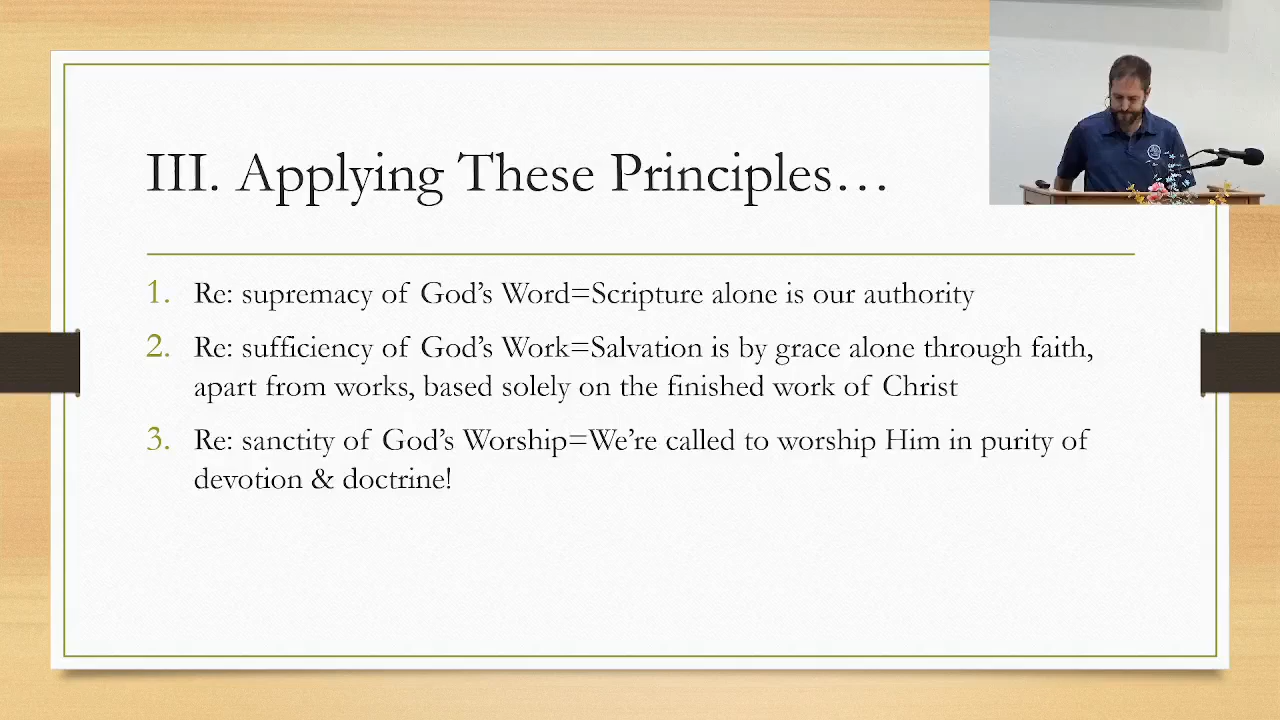 III. Applying These Principles…
1. Re: supremacy of God’s Word=Scripture alone is our authority
2. Re: sufficiency of God’s Work=Salvation is by grace alone through faith,
apart from works, based solely on the finished work of Christ
3. Re: sanctity of God’s Worship=We’re called to worship Him in purity of
devotion & doctrine!